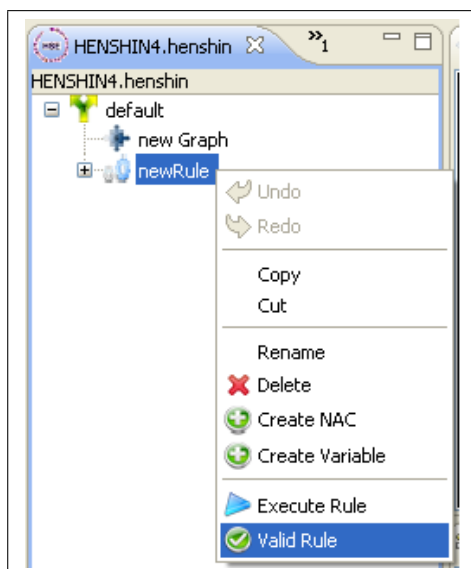 HENSHIN4.henshin
»1
HENSHIN4.henshin
default
new Graph
newRule
Undo
Redo
Copy
Cut
Rename
Delete
Create NAC
Create Variable
Execute Rule
Valid Rule